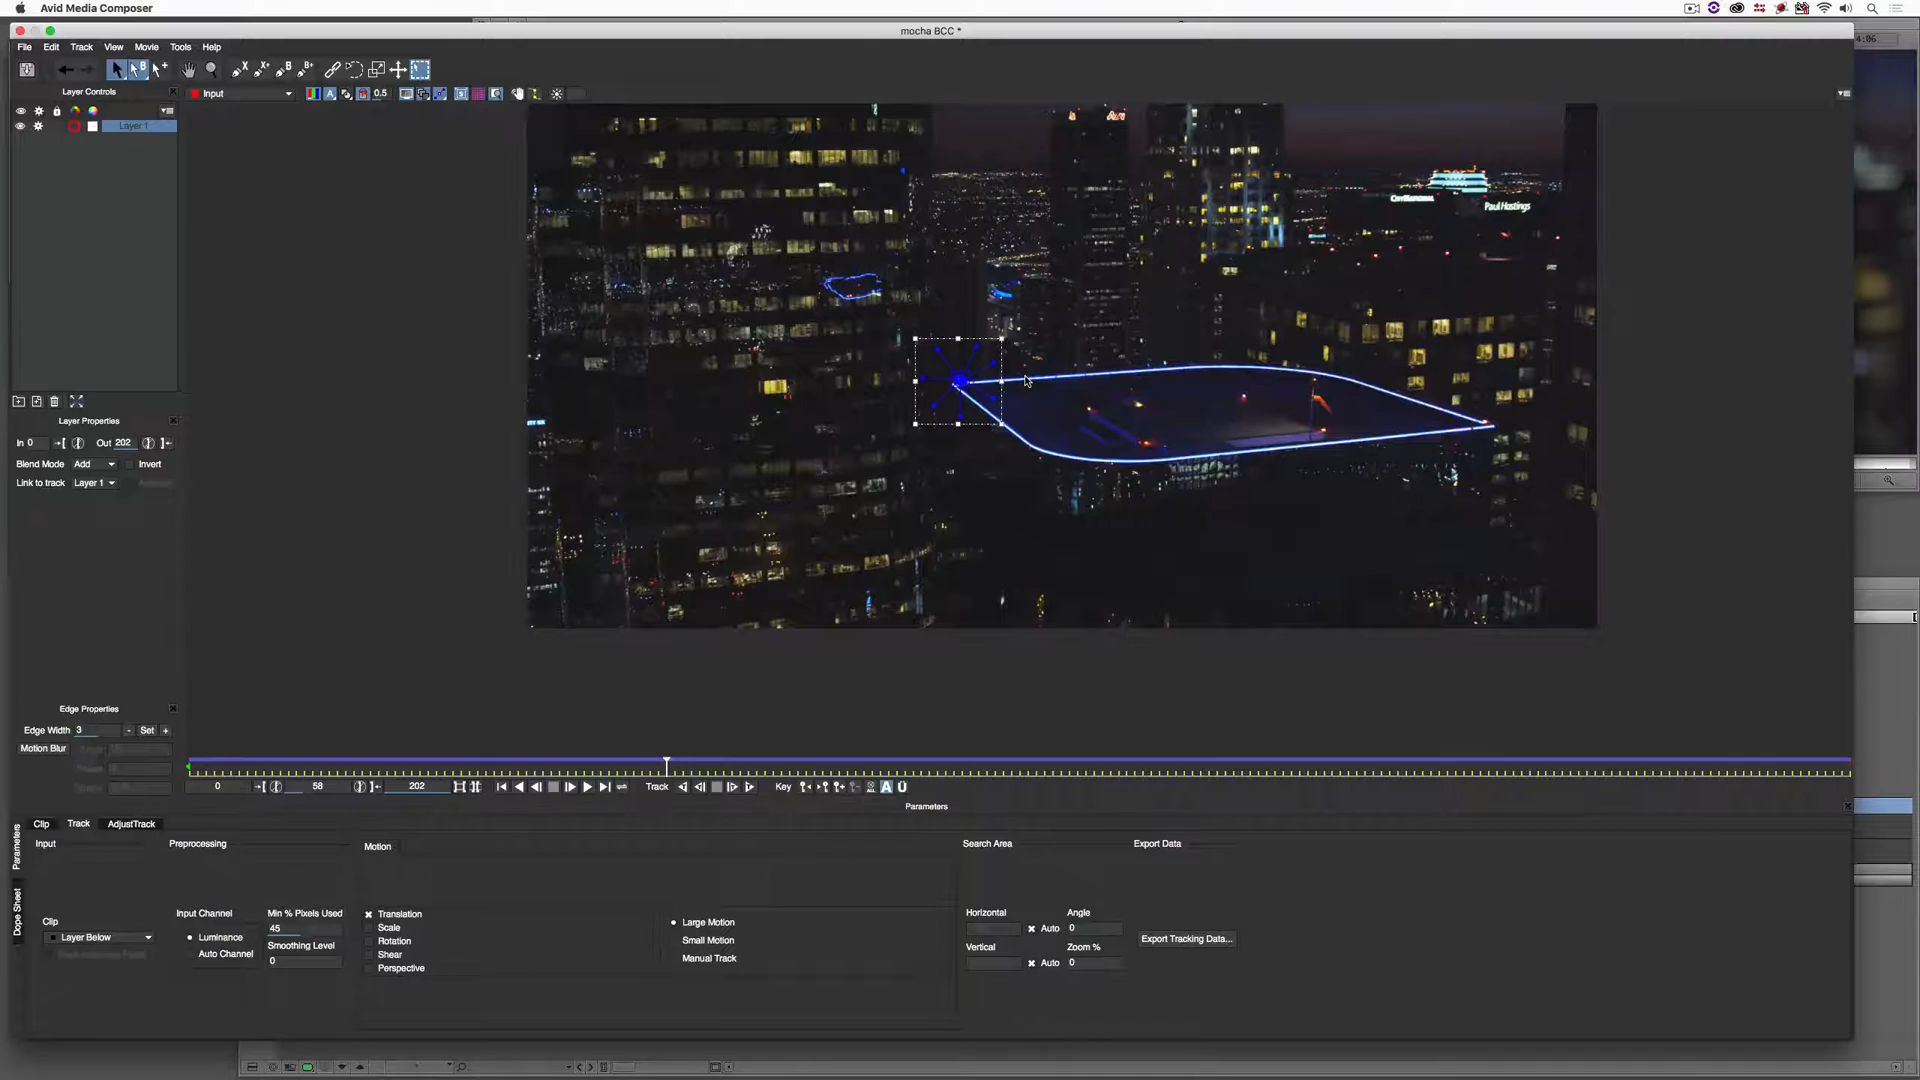 Avid Media Composer
mocha BCC *
4:06
File Edit Track View Movie Tools Help
Layer Controls
Input
0.5
Layer 1
CITY NATIONAL
Paul Hastings
Layer Properties
In 0 Out 202
Blend Mode Add Invert
Link to track Layer 1
Edge Properties
Edge Width 3 - Set +
Motion Blur
0 58 202 Track Key
Parameters
Clip Track AdjustTrack
Parameters
Dope Sheet
Input Preprocessing Motion Search Area Export Data
Input Channel Min % Pixels Used
45
Clip
Layer Below
Luminance
Auto Channel
Smoothing Level
0
Translation
Scale
Rotation
Shear
Perspective
Large Motion
Small Motion
Manual Track
Horizontal Angle
Auto 0
Vertical Zoom %
Auto 0
Export Tracking Data...